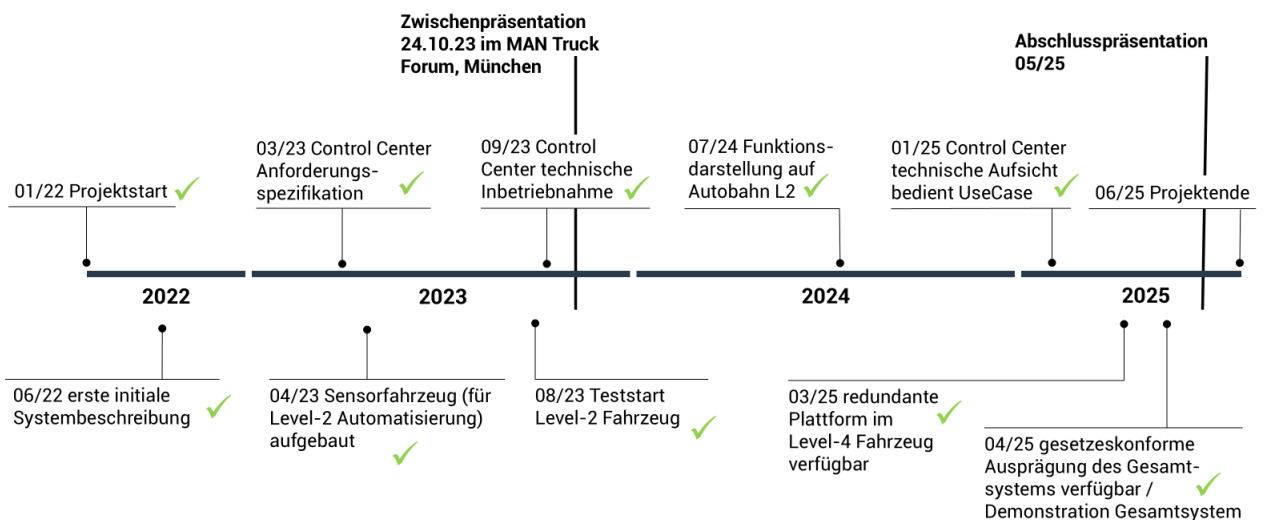 Zwischenpräsentation
24.10.23 im MAN Truck
Forum, München
Abschlusspräsentation
05/25
01/22 Projektstart
03/23 Control Center
Anforderungs-
spezifikation
09/23 Control
Center technische
Inbetriebnahme
07/24 Funktions-
darstellung auf
Autobahn L2
01/25 Control Center
technische Aufsicht
bedient UseCase
06/25 Projektende
2022
2023
2024
2025
06/22 erste initiale
Systembeschreibung
04/23 Sensorfahrzeug (für
Level-2 Automatisierung)
aufgebaut
08/23 Teststart
Level-2 Fahrzeug
03/25 redundante
Plattform im
Level-4 Fahrzeug
verfügbar
04/25 gesetzeskonforme
Ausprägung des Gesamt-
systems verfügbar /
Demonstration Gesamtsystem